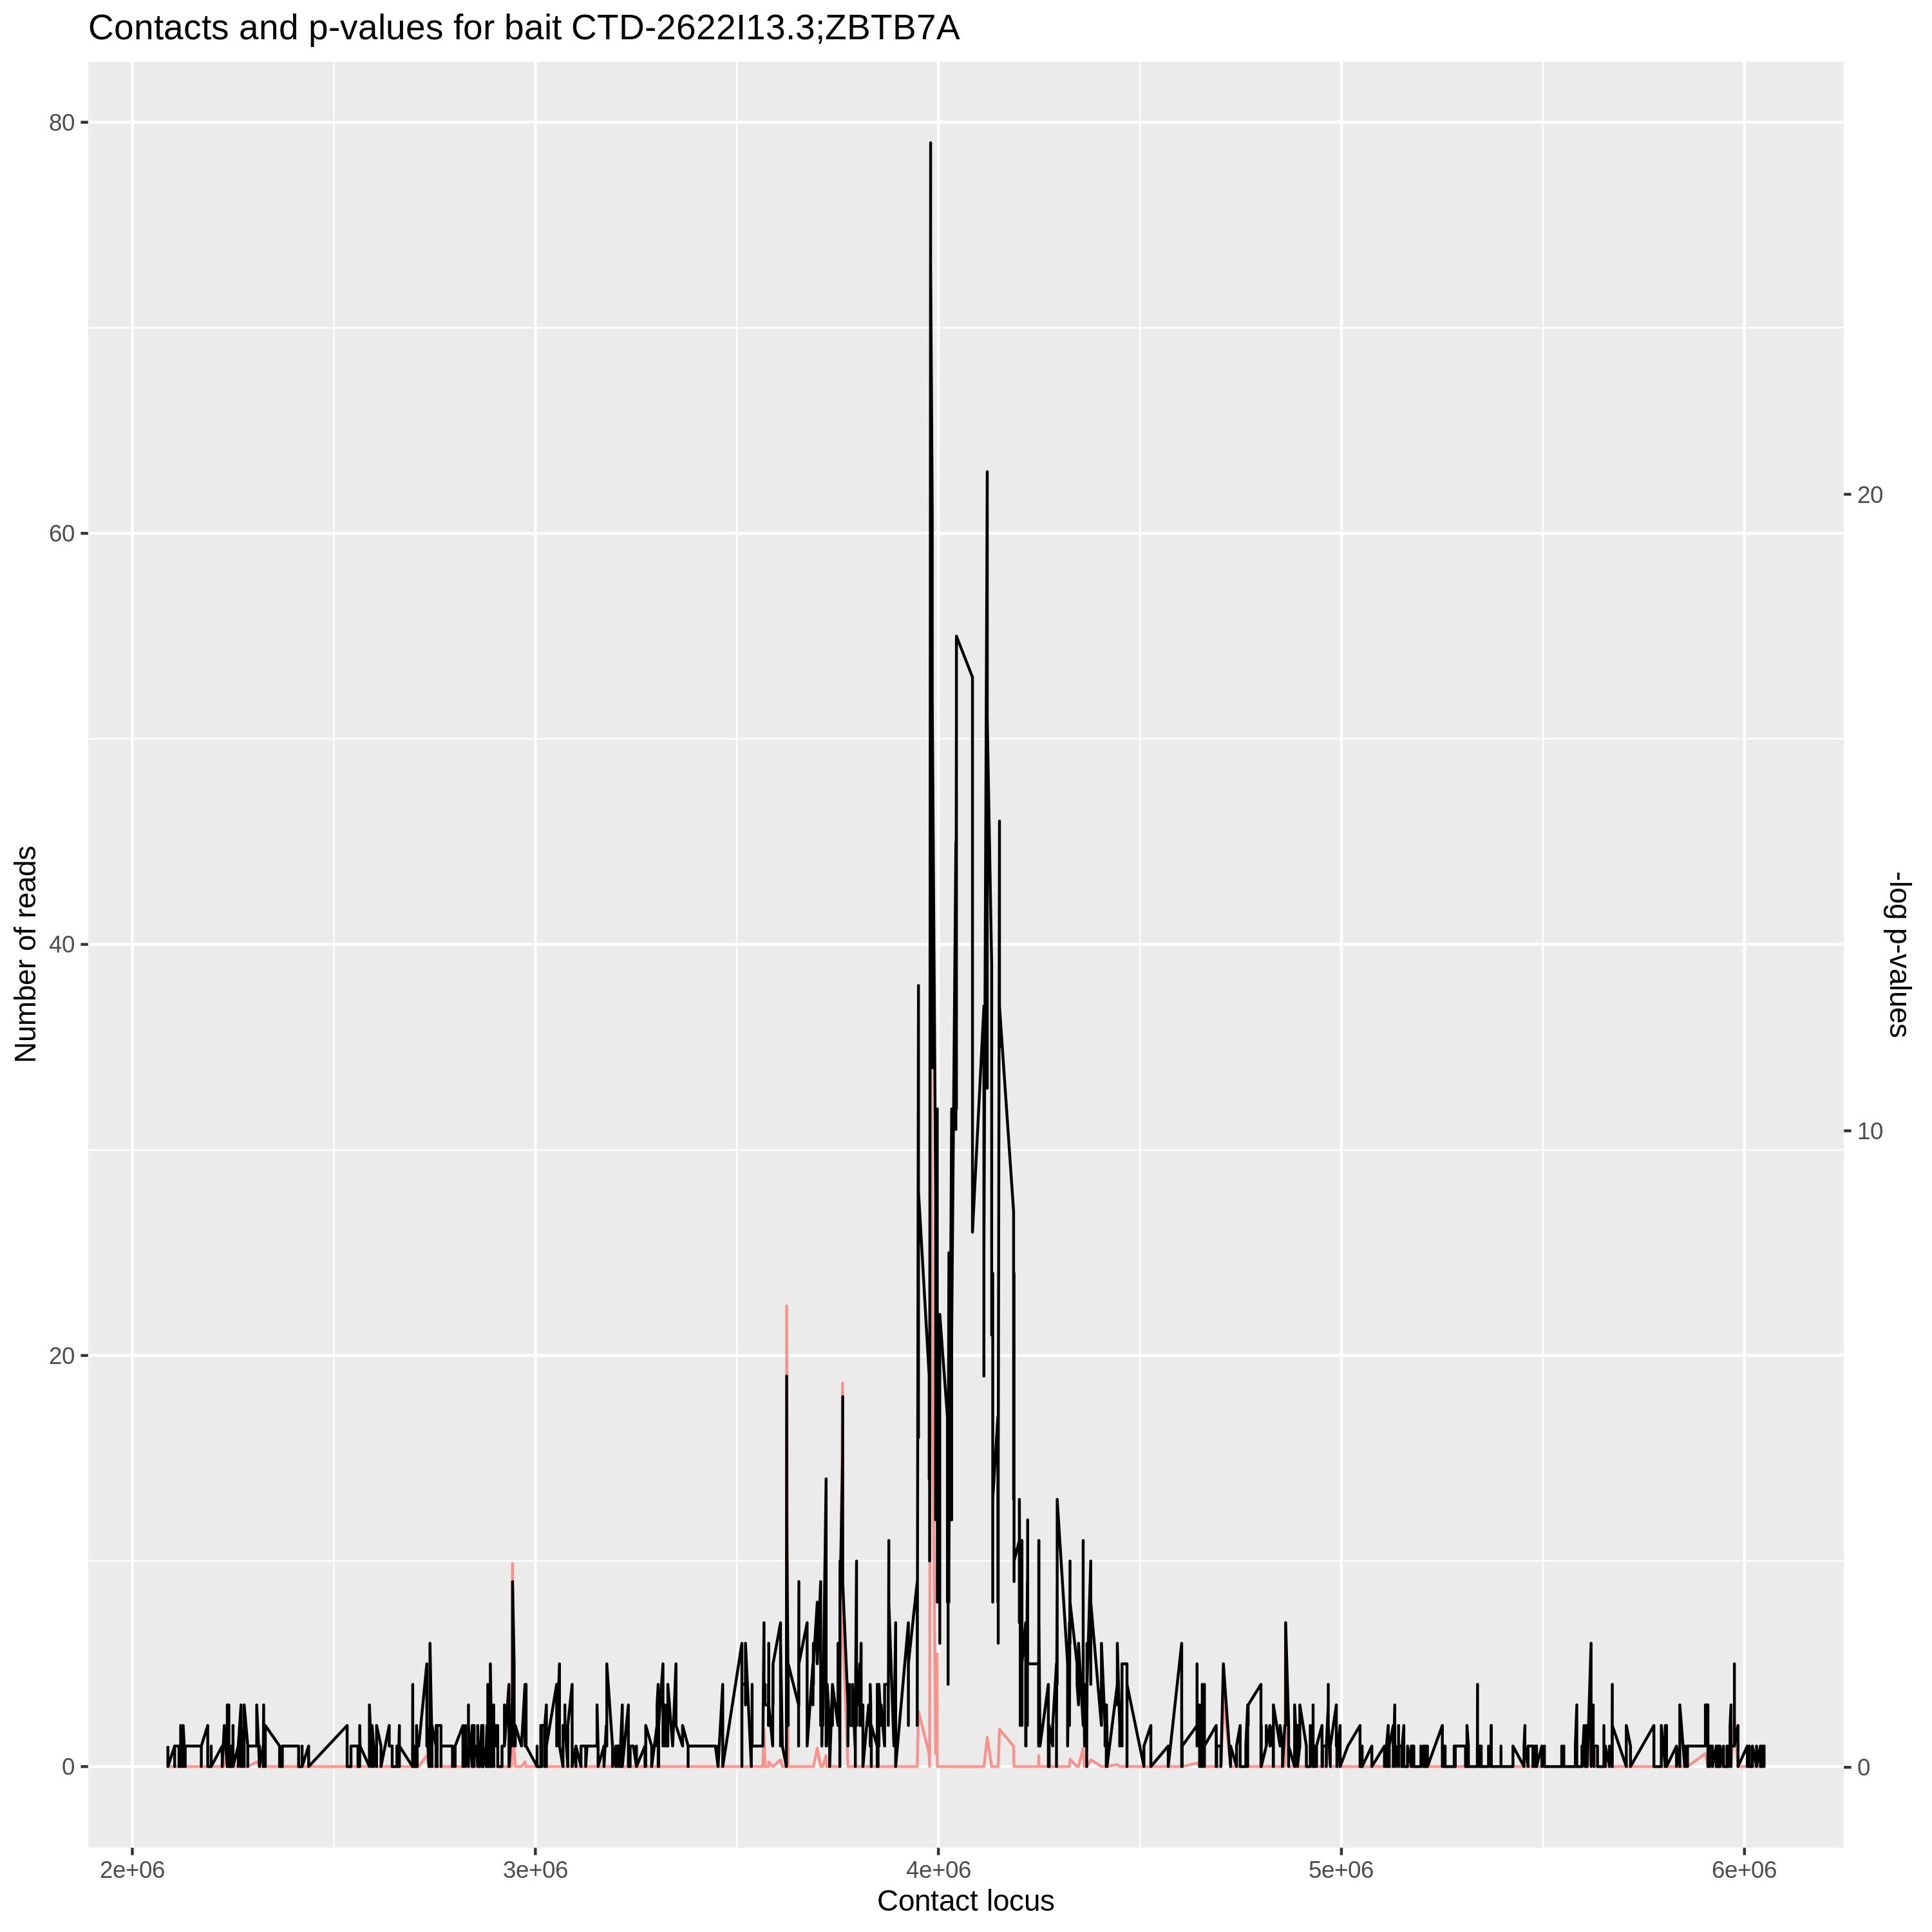 Contacts and p-values for bait CTD-2622I13.3;ZBTB7A
80
60
40
20
0
Number of reads
20
10
0
-log p-values
2e+06
3e+06
4e+06
5e+06
6e+06
Contact locus